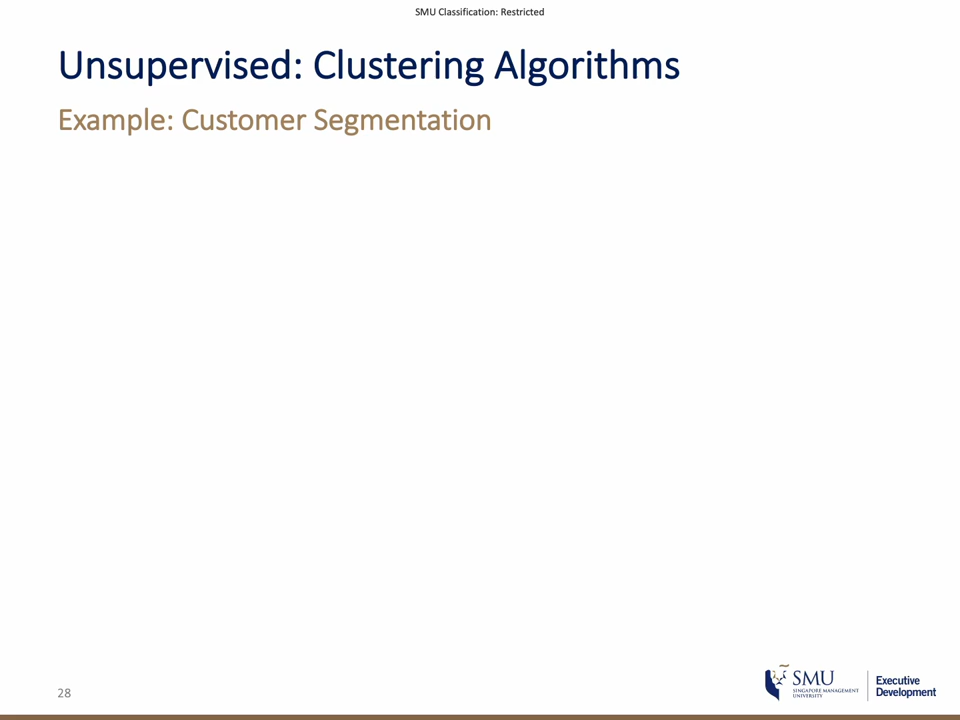 SMU Classification: Restricted
Unsupervised: Clustering Algorithms
Example: Customer Segmentation
28
SMU
SINGAPORE MANAGEMENT
UNIVERSITY
Executive
Development